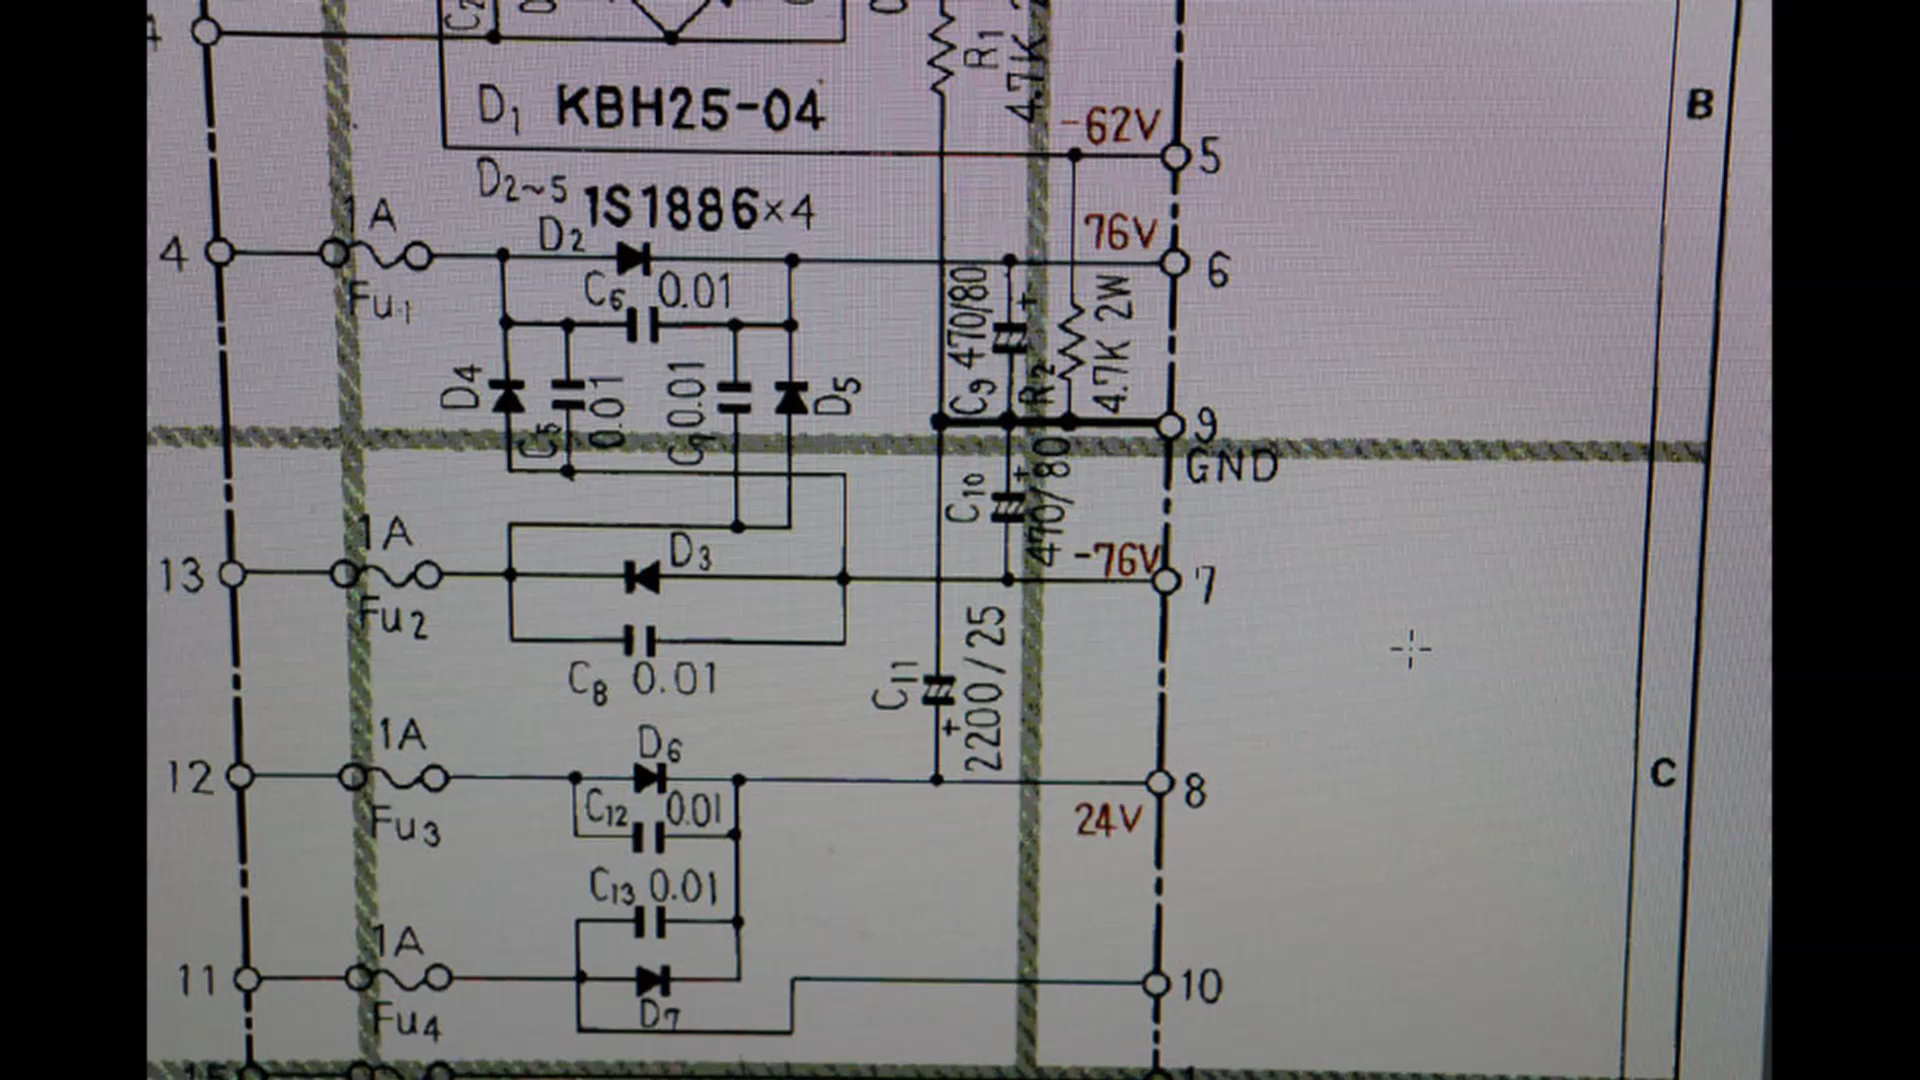 R1
4.7K
D1 KBH25-04
-62V
5
D2~5 1S1886×4
1A
D2
76V
4
6
Fu.1
C6 0.01
C9 470/80
+
R2
4.7K 2W
D4
C5
0.01
C9 0.01
D5
9
GND
C10
+
470/80
1A
D3
-76V
13
7
Fu2
C8 0.01
C11
+
2200/25
1A
D6
12
8
C12 0.01
Fu3
24V
C13 0.01
1A
11
10
D7
Fu4
B
C